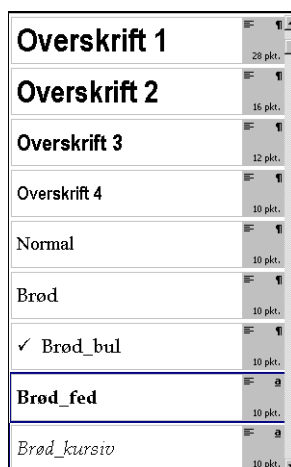 Overskrift 1
¶
28 pkt.
Overskrift 2
¶
16 pkt.
Overskrift 3
¶
12 pkt.
Overskrift 4
¶
10 pkt.
Normal
¶
10 pkt.
Brød
¶
10 pkt.
✓ Brød_bul
¶
10 pkt.
Brød_fed
a
10 pkt.
Brød_kursiv
a
10 pkt.